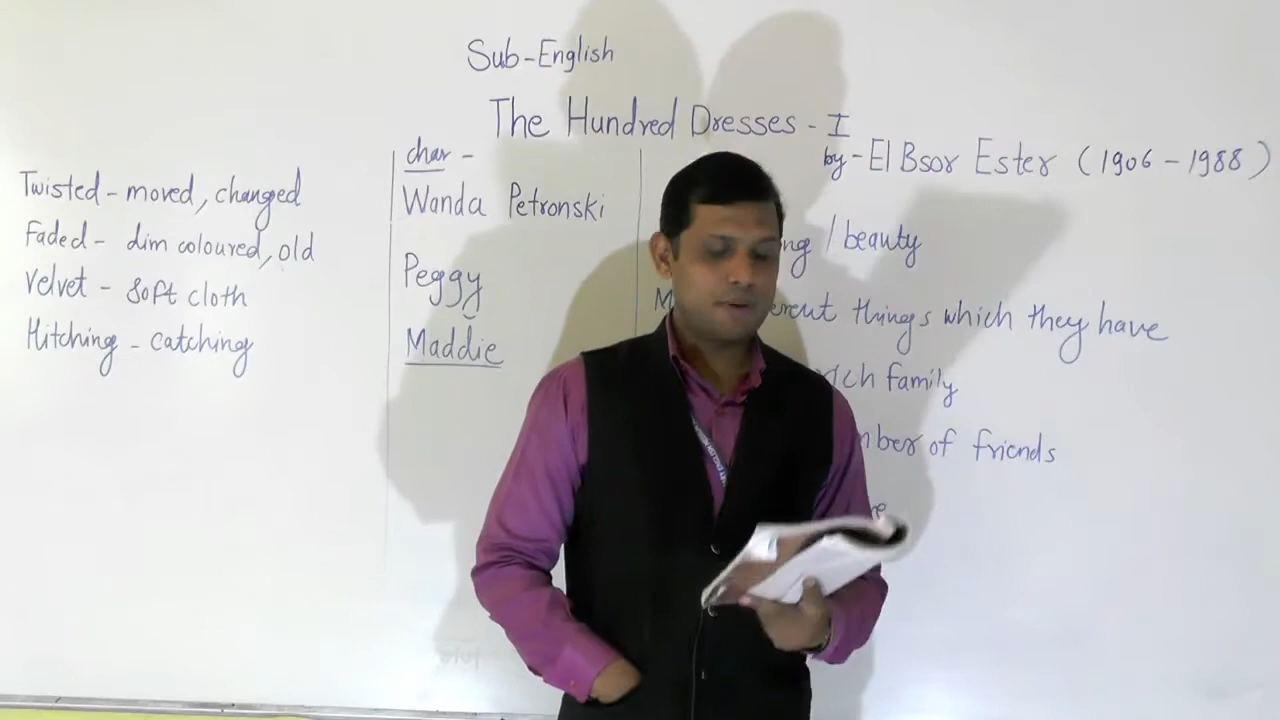 Sub-English
The Hundred Dresses - I
by - El Bsor Ester (1906 - 1988)
Twisted - moved, changed
Faded - dim coloured, old
Velvet - soft cloth
Hitching - catching
char -
Wanda Petronski
Peggy
Maddie
/ beauty
things which they have
family
of friends